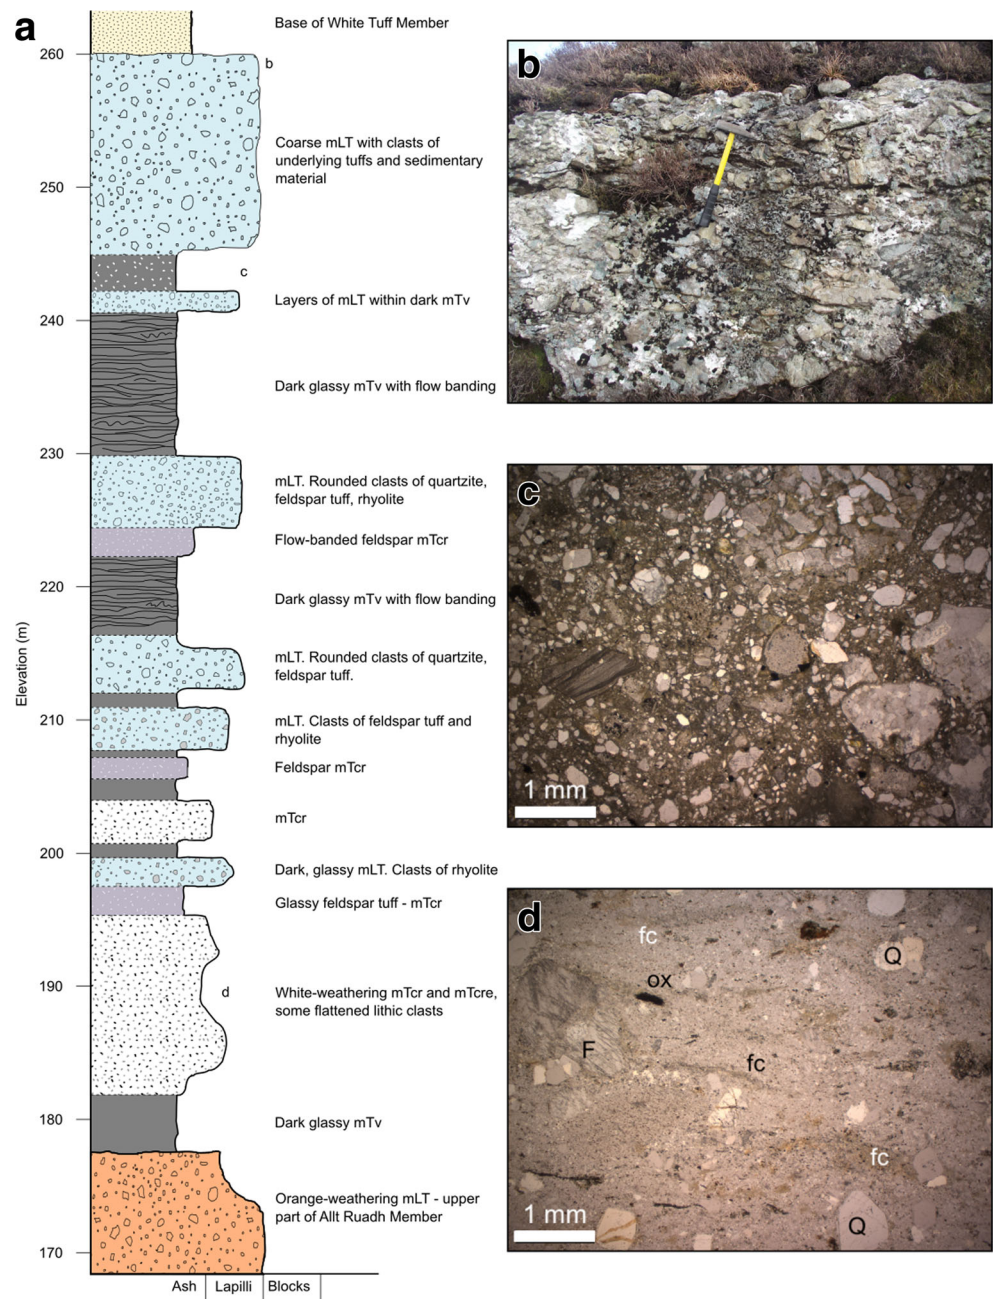 a
Base of White Tuff Member
260
b
Coarse mLT with clasts of
underlying tuffs and sedimentary
material
250
c
Layers of mLT within dark mTv
240
Dark glassy mTv with flow banding
230
mLT. Rounded clasts of quartzite,
feldspar tuff, rhyolite
Flow-banded feldspar mTcr
220
Dark glassy mTv with flow banding
Elevation (m)
mLT. Rounded clasts of quartzite,
feldspar tuff.
210
mLT. Clasts of feldspar tuff and
rhyolite
Feldspar mTcr
mTcr
200
Dark, glassy mLT. Clasts of rhyolite
Glassy feldspar tuff - mTcr
190
d
White-weathering mTcr and mTcre,
some flattened lithic clasts
180
Dark glassy mTv
Orange-weathering mLT - upper
part of Allt Ruadh Member
170
Ash
Lapilli
Blocks
b
c
1 mm
d
fc
Q
ox
F
fc
fc
Q
1 mm